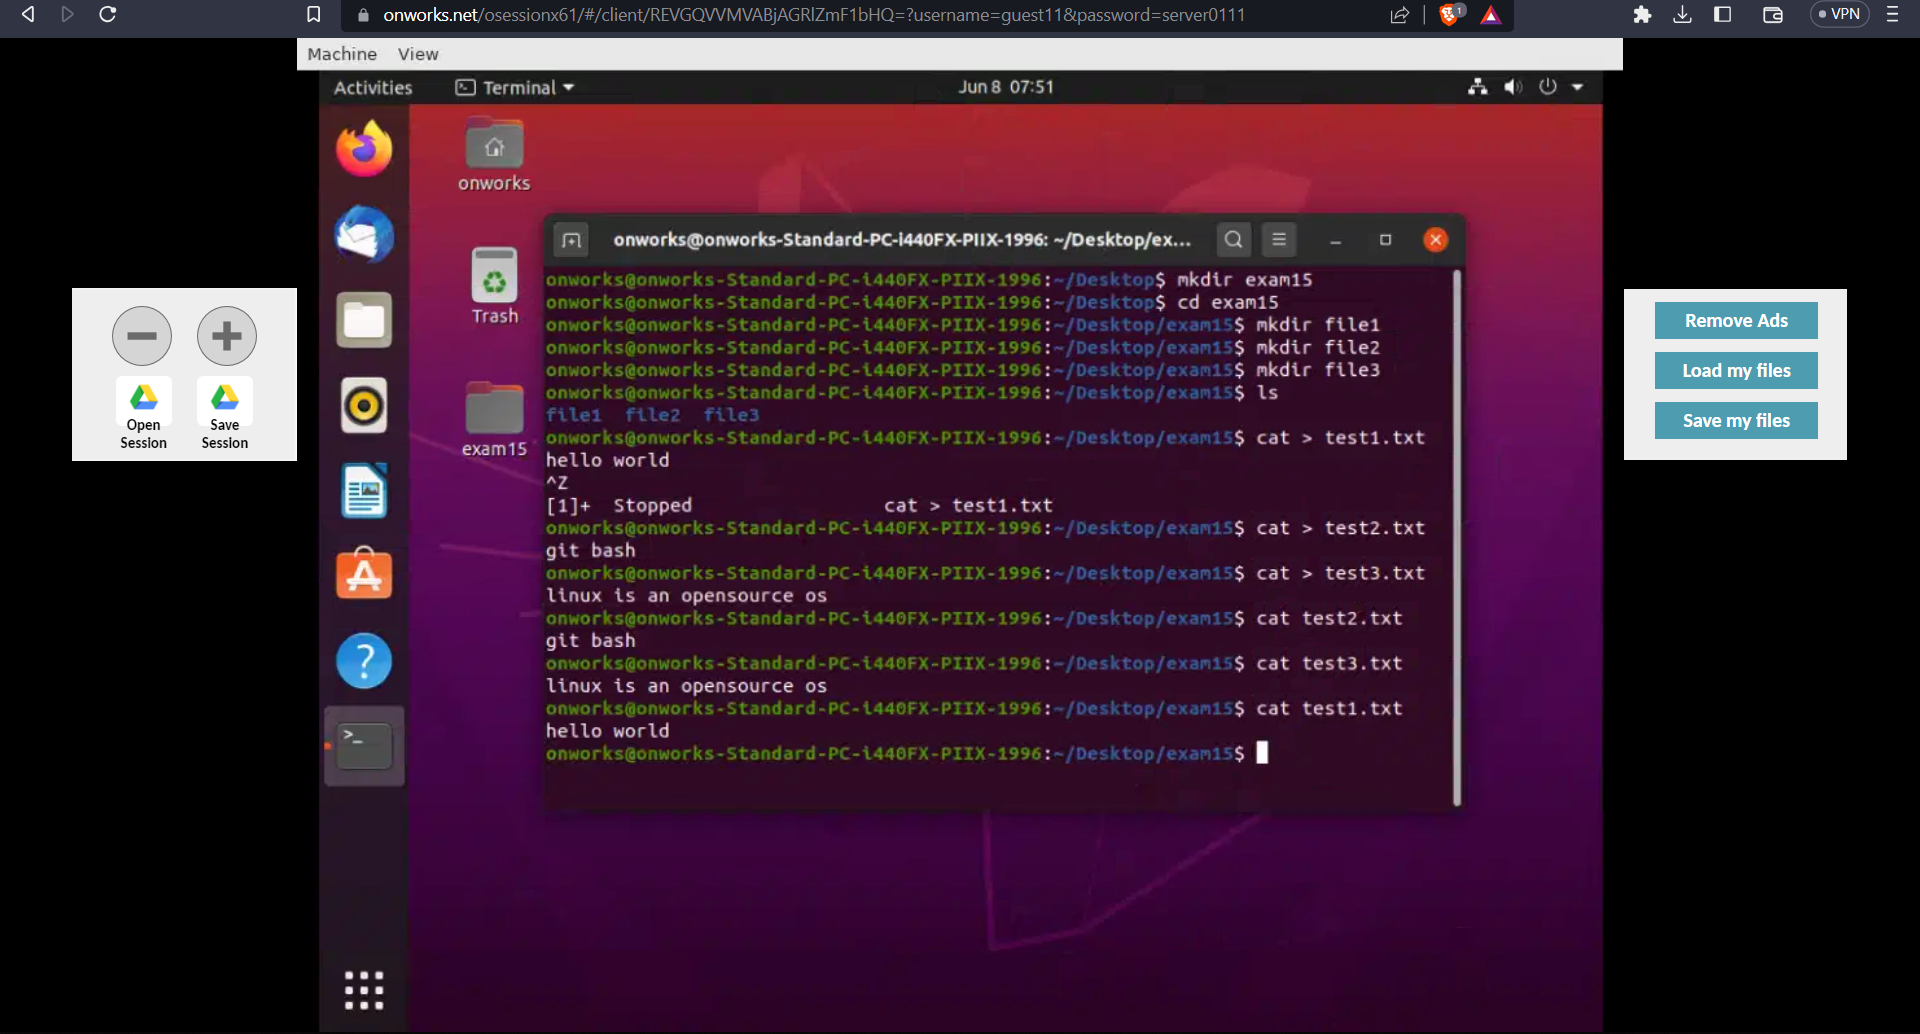 onworks.net/osessionx61/#/client/REVGQVVMVABjAGRlZmF1bHQ=?username=guest11&password=server0111
1
VPN
Machine View
Activities Terminal Jun 8 07:51
onworks
Trash
exam15
onworks@onworks-Standard-PC-i440FX-PIIX-1996: ~/Desktop/ex...
onworks@onworks-Standard-PC-i440FX-PIIX-1996:~/Desktop$ mkdir exam15
onworks@onworks-Standard-PC-i440FX-PIIX-1996:~/Desktop$ cd exam15
onworks@onworks-Standard-PC-i440FX-PIIX-1996:~/Desktop/exam15$ mkdir file1
onworks@onworks-Standard-PC-i440FX-PIIX-1996:~/Desktop/exam15$ mkdir file2
onworks@onworks-Standard-PC-i440FX-PIIX-1996:~/Desktop/exam15$ mkdir file3
onworks@onworks-Standard-PC-i440FX-PIIX-1996:~/Desktop/exam15$ ls
file1 file2 file3
onworks@onworks-Standard-PC-i440FX-PIIX-1996:~/Desktop/exam15$ cat > test1.txt
hello world
^Z
[1]+ Stopped cat > test1.txt
onworks@onworks-Standard-PC-i440FX-PIIX-1996:~/Desktop/exam15$ cat > test2.txt
git bash
onworks@onworks-Standard-PC-i440FX-PIIX-1996:~/Desktop/exam15$ cat > test3.txt
linux is an opensource os
onworks@onworks-Standard-PC-i440FX-PIIX-1996:~/Desktop/exam15$ cat test2.txt
git bash
onworks@onworks-Standard-PC-i440FX-PIIX-1996:~/Desktop/exam15$ cat test3.txt
linux is an opensource os
onworks@onworks-Standard-PC-i440FX-PIIX-1996:~/Desktop/exam15$ cat test1.txt
hello world
onworks@onworks-Standard-PC-i440FX-PIIX-1996:~/Desktop/exam15$
Open
Session
Save
Session
Remove Ads
Load my files
Save my files